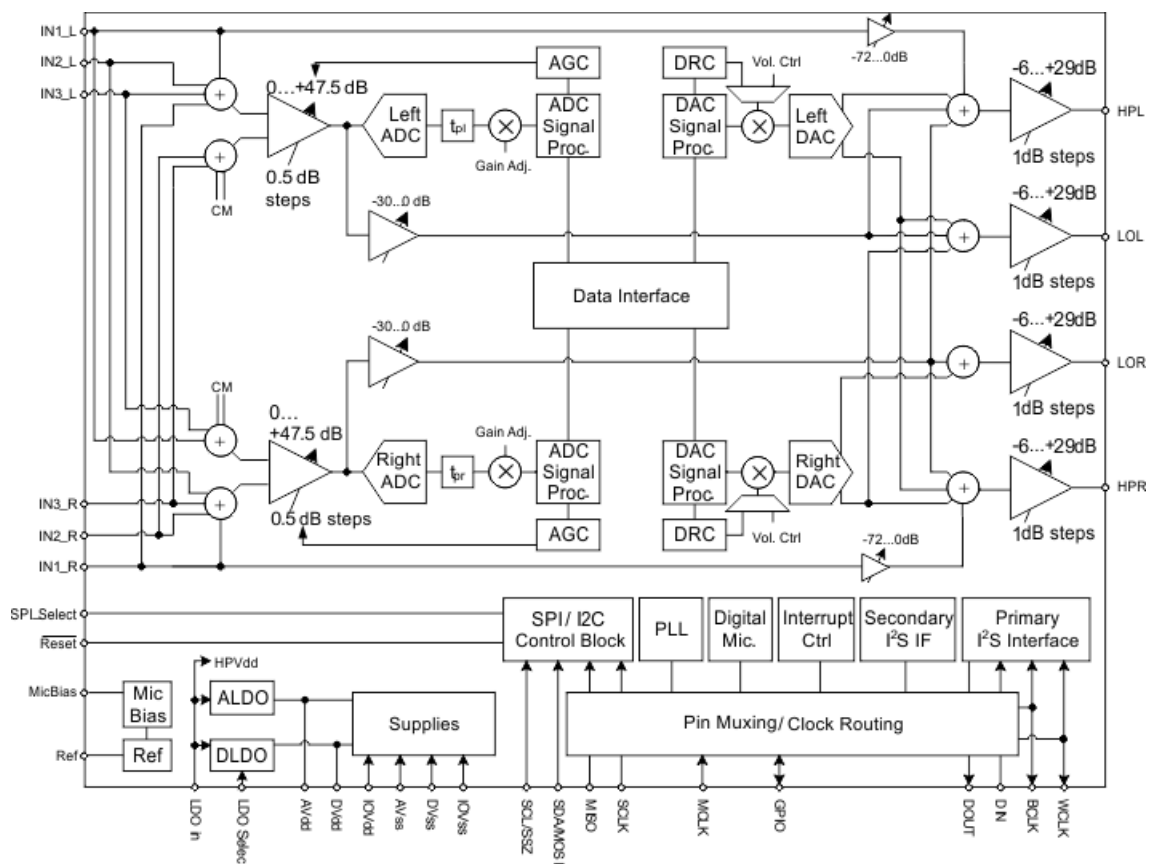 IN1_L
IN2_L
IN3_L
0...+47.5 dB
0.5 dB
steps
CM
Left
ADC
tpl
Gain Adj.
AGC
ADC
Signal
Proc.
DRC
DAC
Signal
Proc.
Vol. Ctrl
Left
DAC
-72...0dB
-6...+29dB
1dB steps
HPL
-30...0 dB
-6...+29dB
1dB steps
LOL
Data Interface
-30...0 dB
-6...+29dB
1dB steps
LOR
CM
0...
+47.5 dB
0.5 dB steps
Right
ADC
tpr
Gain Adj.
ADC
Signal
Proc.
AGC
DAC
Signal
Proc.
DRC
Vol. Ctrl
Right
DAC
-6...+29dB
1dB steps
HPR
-72...0dB
IN3_R
IN2_R
IN1_R
SPI_Select
Reset
SPI / I2C
Control Block
PLL
Digital
Mic.
Interrupt
Ctrl
Secondary
I²S IF
Primary
I²S Interface
HPVdd
MicBias
Mic
Bias
ALDO
Supplies
Pin Muxing/ Clock Routing
Ref
Ref
DLDO
LDO in
LDO Selec
AVdd
DVdd
IOVdd
AVss
DVss
IOVss
SCL/SSZ
SDA/MOSI
MISO
SCLK
MCLK
GPIO
DOUT
DIN
BCLK
WCLK